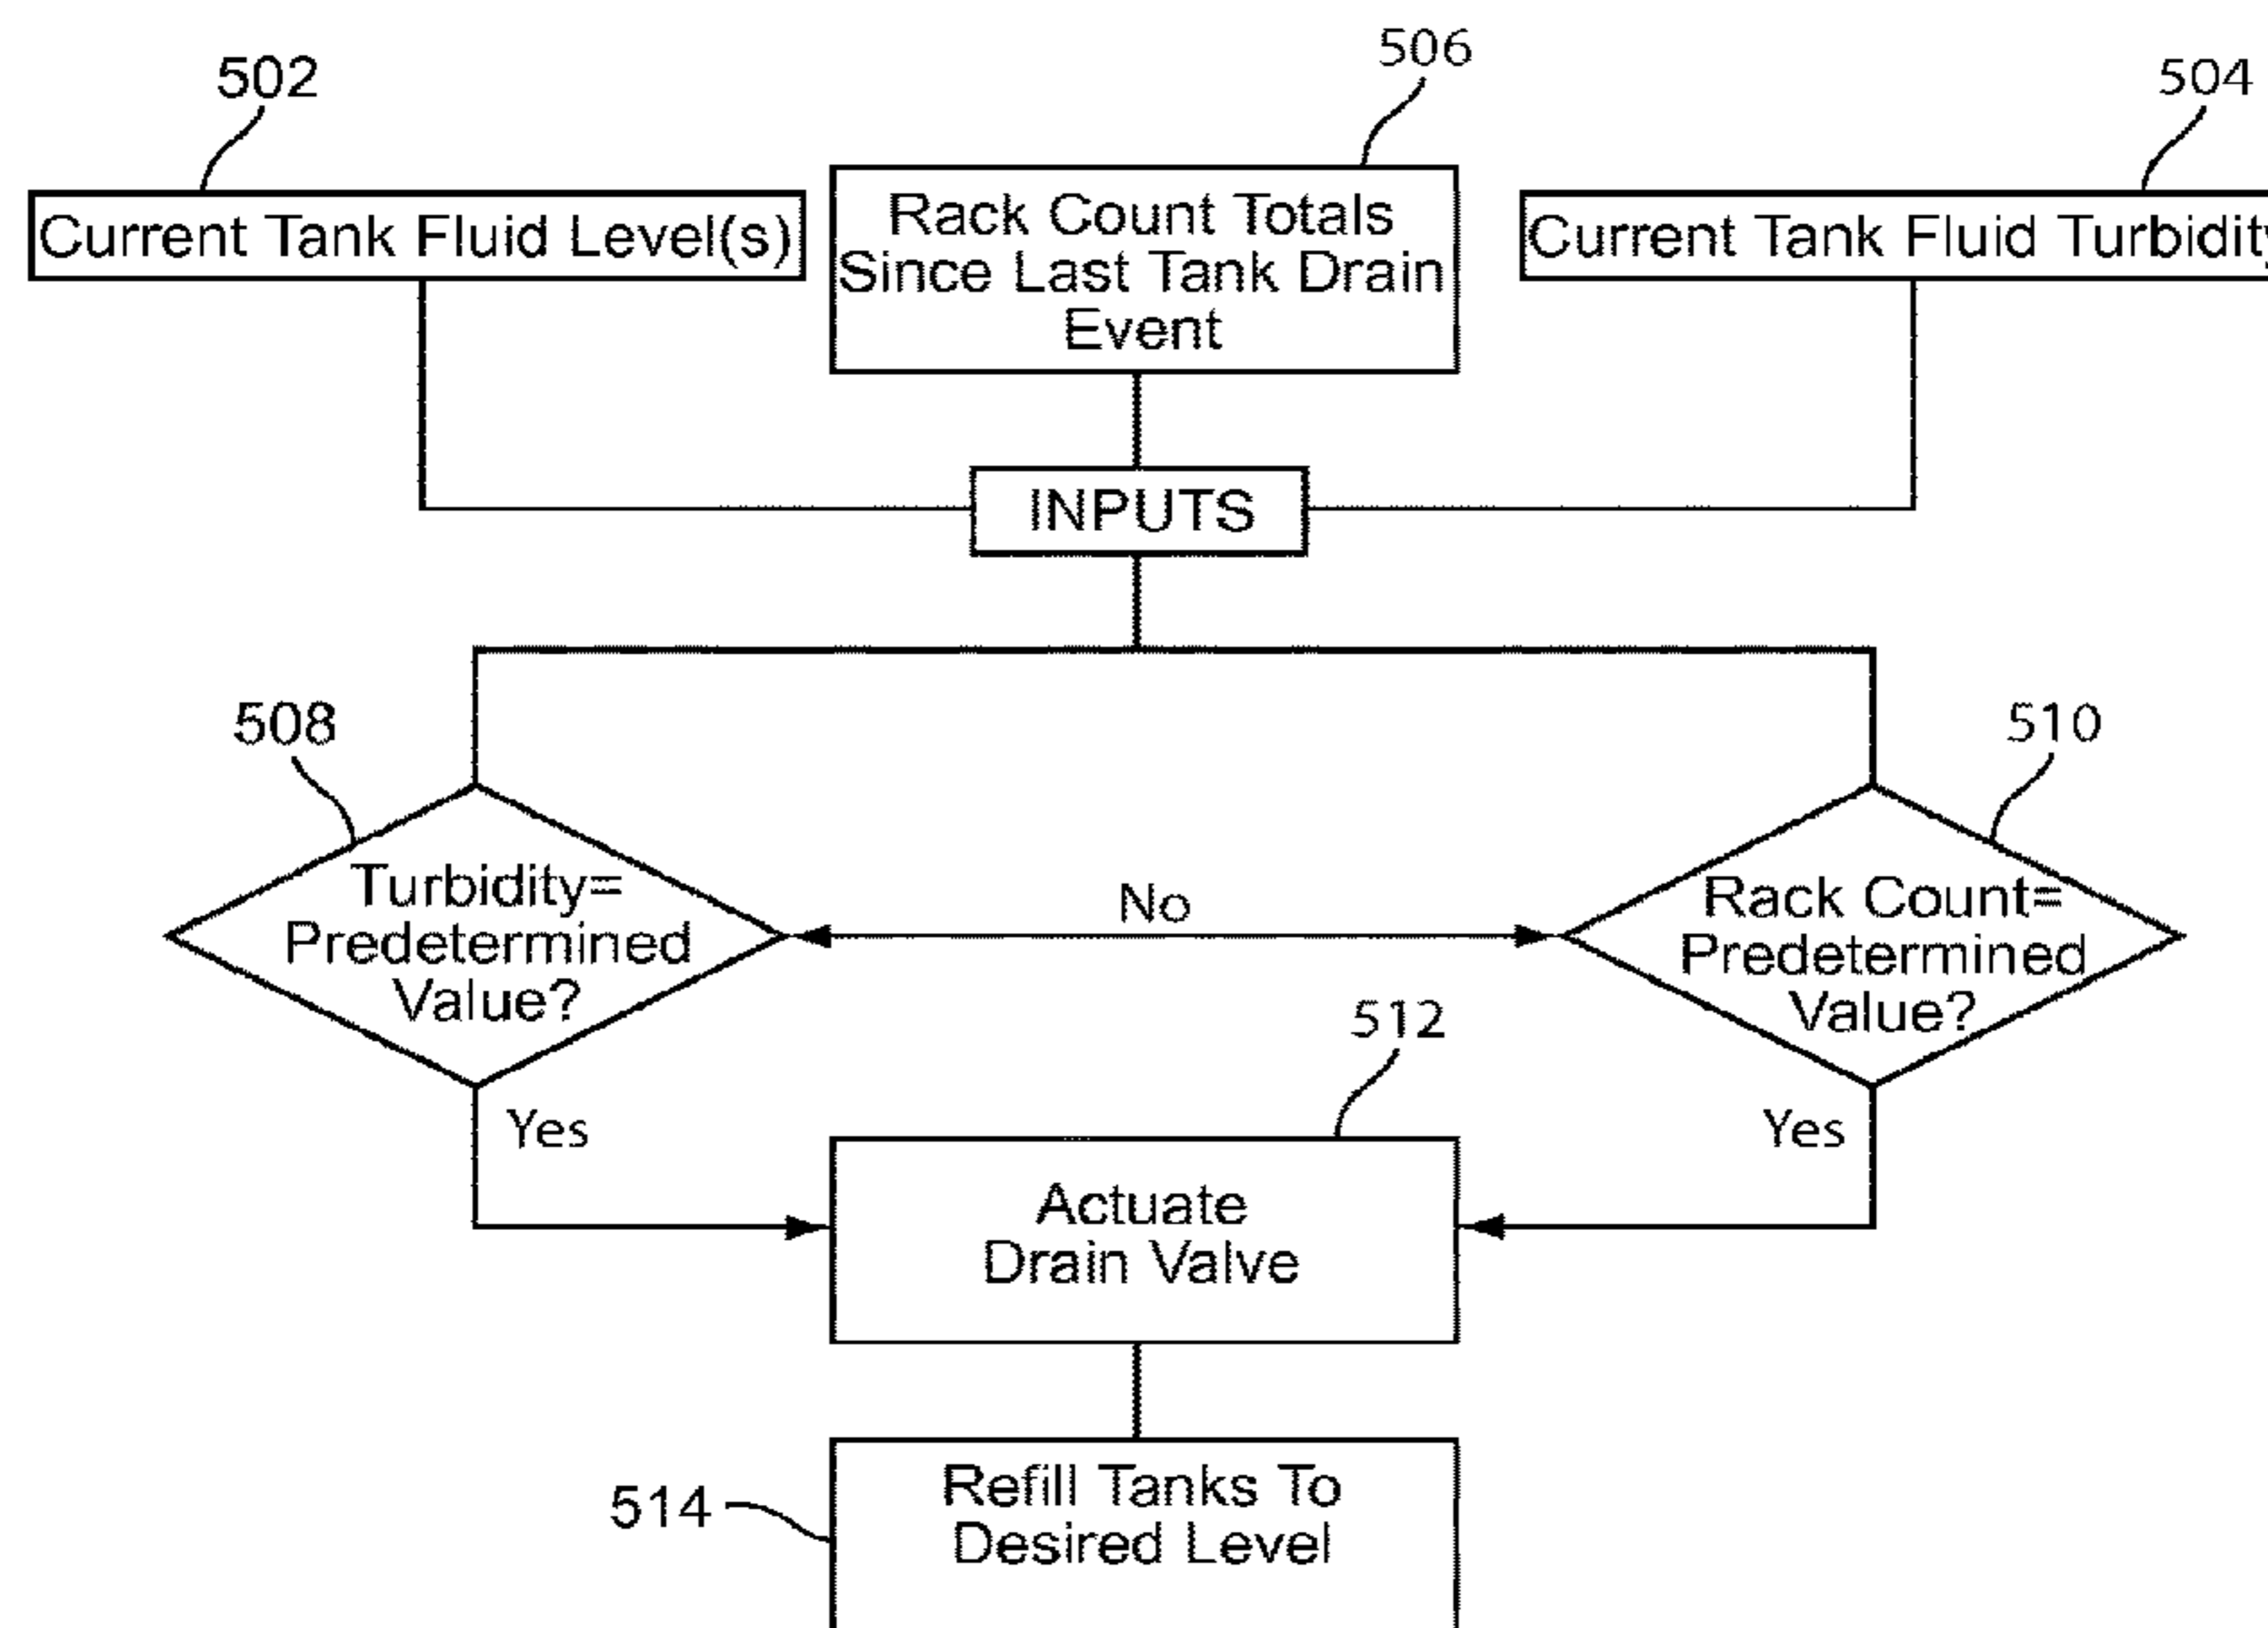 506
502
504
Current Tank Fluid Level(s)
Rack Count Totals
Since Last Tank Drain
Event
Current Tank Fluid Turbidity
INPUTS
508
510
Turbidity=
Predetermined
Value?
No
Rack Count=
Predetermined
Value?
512
Yes
Yes
Actuate
Drain Valve
514
Refill Tanks To
Desired Level